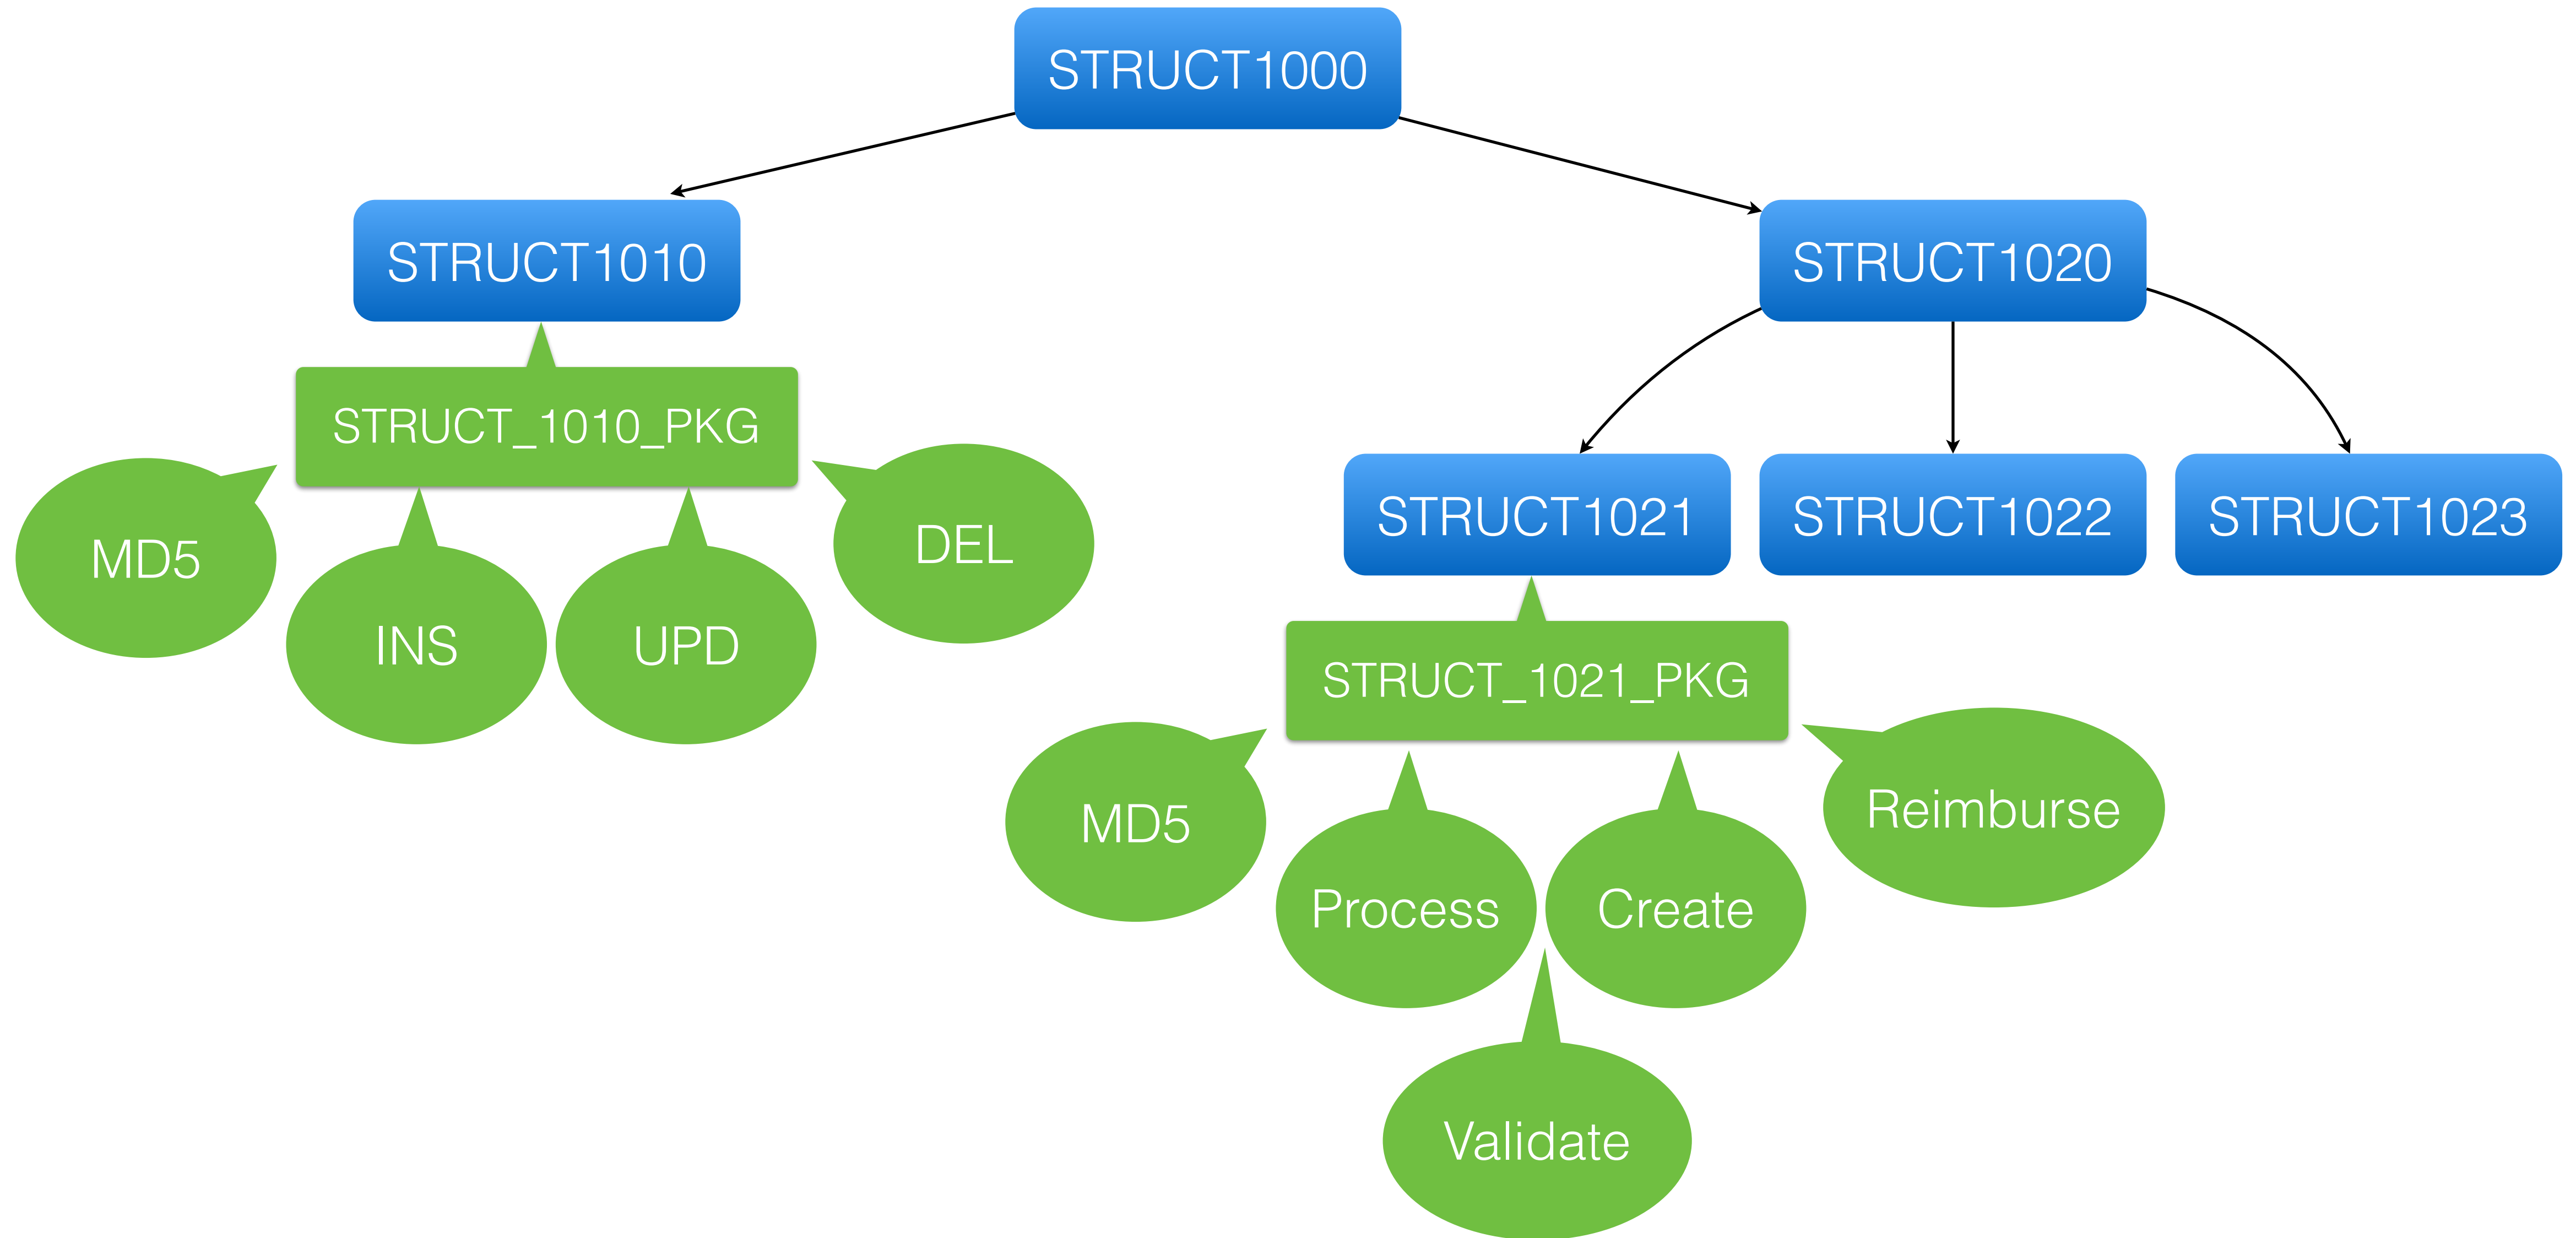 STRUCT1000
STRUCT1010
STRUCT1020
STRUCT_1010_PKG
MD5
INS
UPD
DEL
STRUCT1021
STRUCT1022
STRUCT1023
STRUCT_1021_PKG
MD5
Process
Create
Reimburse
Validate